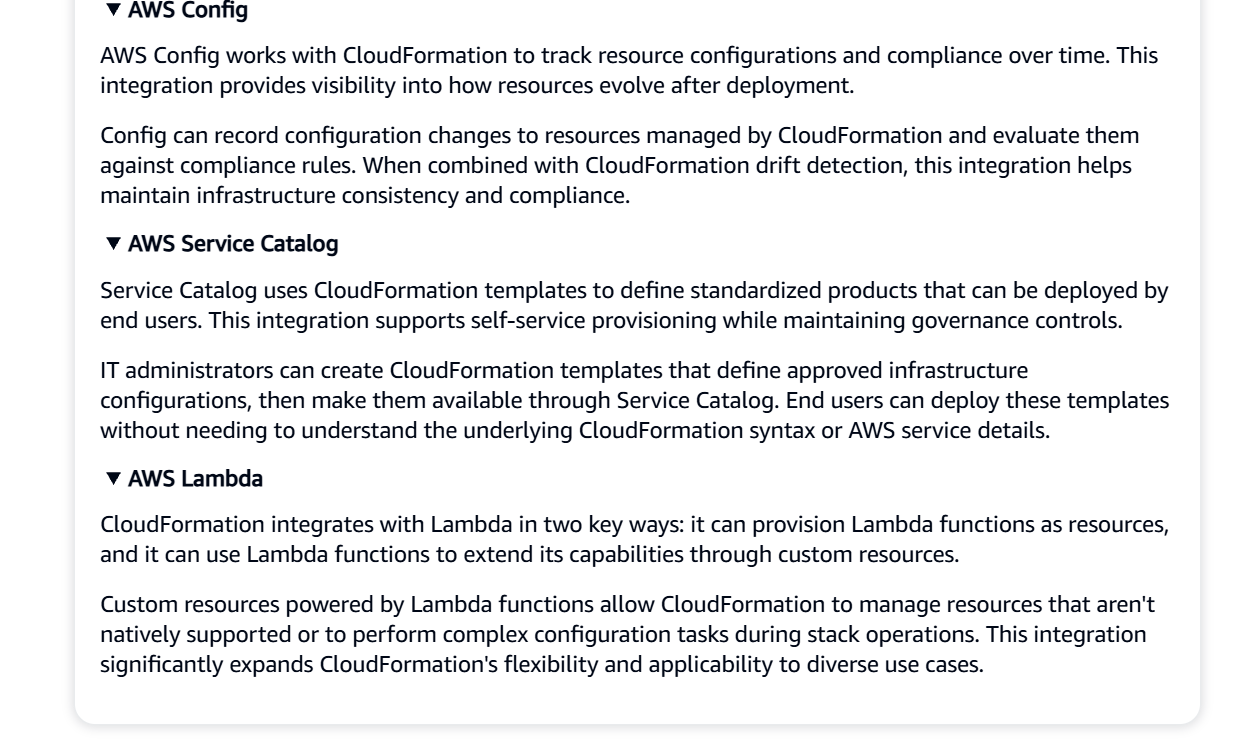 ▼ AWS Config
AWS Config works with CloudFormation to track resource configurations and compliance over time. This
integration provides visibility into how resources evolve after deployment.
Config can record configuration changes to resources managed by CloudFormation and evaluate them
against compliance rules. When combined with CloudFormation drift detection, this integration helps
maintain infrastructure consistency and compliance.
▼ AWS Service Catalog
Service Catalog uses CloudFormation templates to define standardized products that can be deployed by
end users. This integration supports self-service provisioning while maintaining governance controls.
IT administrators can create CloudFormation templates that define approved infrastructure
configurations, then make them available through Service Catalog. End users can deploy these templates
without needing to understand the underlying CloudFormation syntax or AWS service details.
▼ AWS Lambda
CloudFormation integrates with Lambda in two key ways: it can provision Lambda functions as resources,
and it can use Lambda functions to extend its capabilities through custom resources.
Custom resources powered by Lambda functions allow CloudFormation to manage resources that aren't
natively supported or to perform complex configuration tasks during stack operations. This integration
significantly expands CloudFormation's flexibility and applicability to diverse use cases.